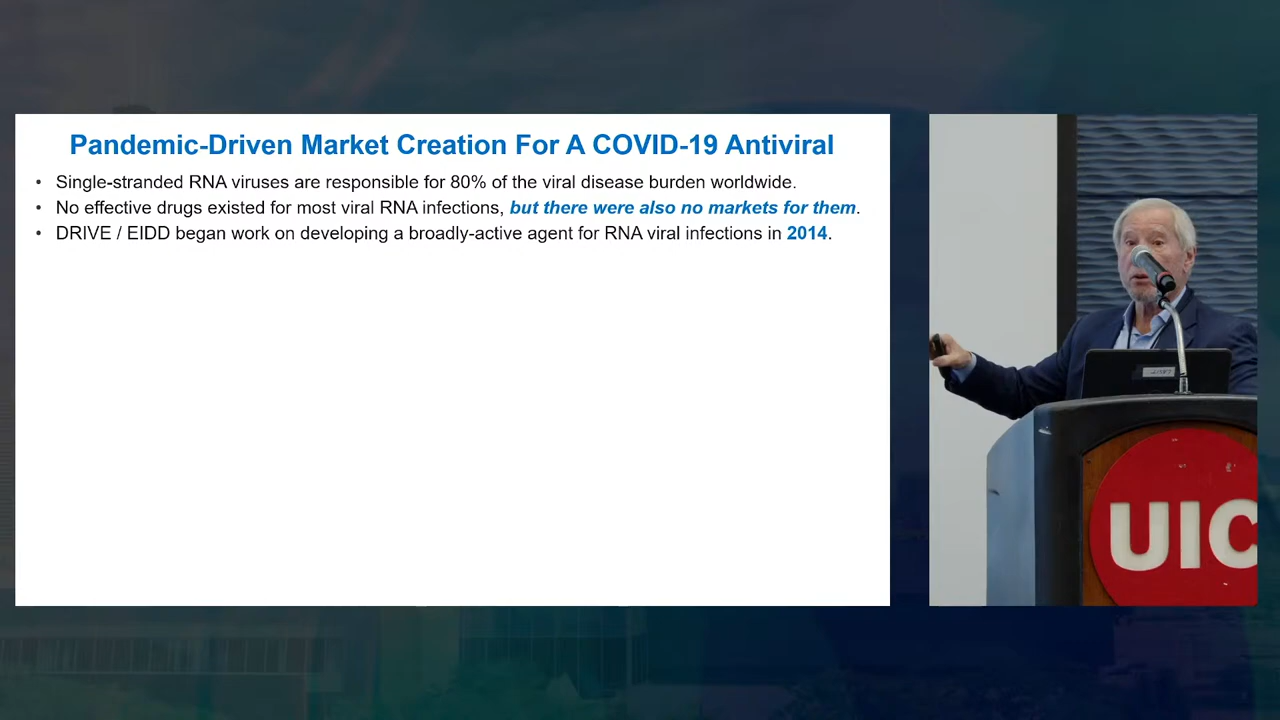 Pandemic-Driven Market Creation For A COVID-19 Antiviral
• Single-stranded RNA viruses are responsible for 80% of the viral disease burden worldwide.
• No effective drugs existed for most viral RNA infections, but there were also no markets for them.
• DRIVE / EIDD began work on developing a broadly-active agent for RNA viral infections in 2014.
UIC